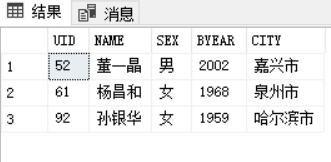 结果 消息
UID NAME SEX BYEAR CITY
1 52 董一晶 男 2002 嘉兴市
2 61 杨昌和 女 1968 泉州市
3 92 孙银华 女 1959 哈尔滨市